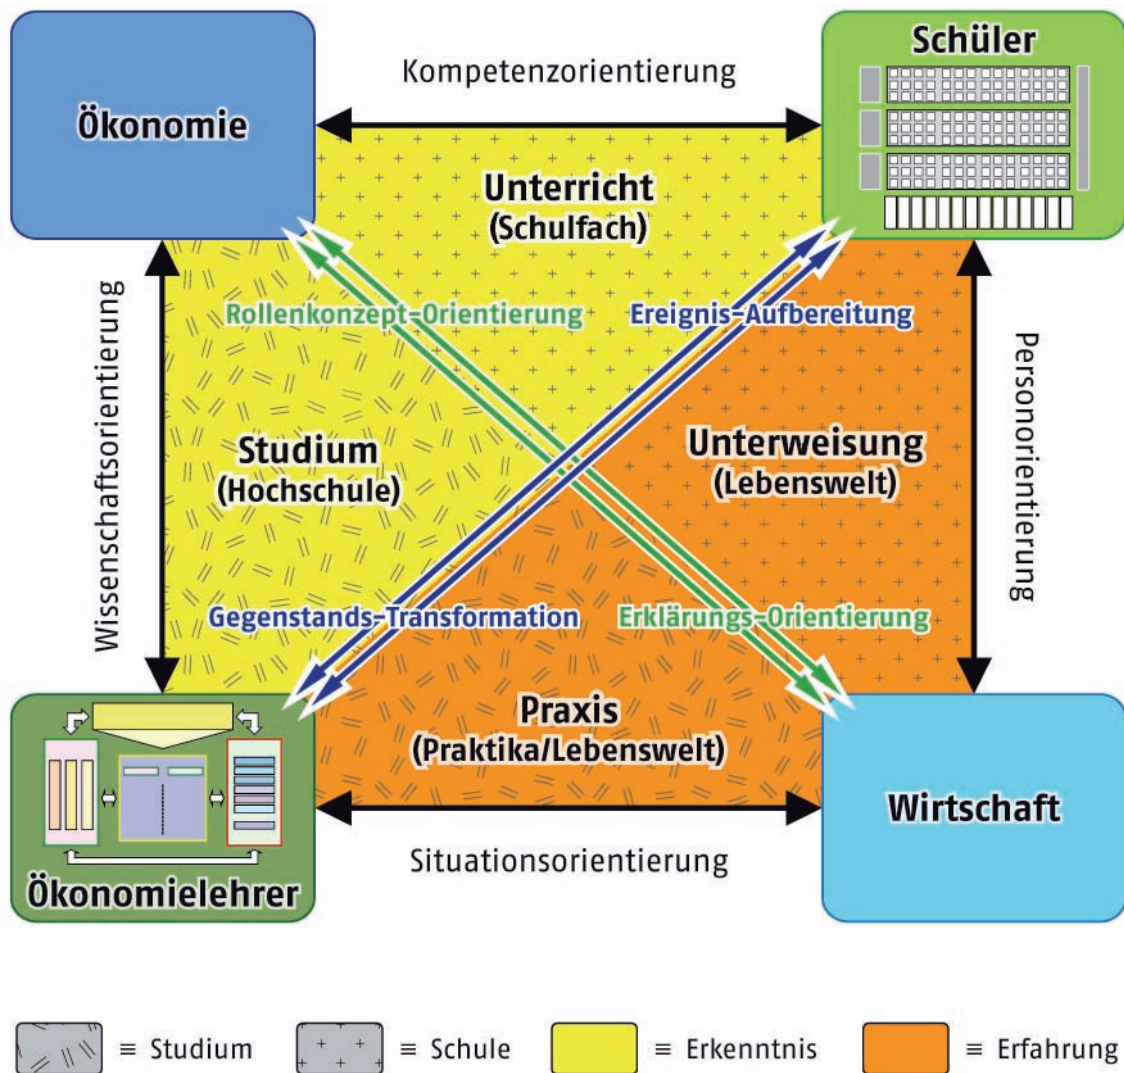 Schüler
Kompetenzorientierung
Ökonomie
Unterricht
(Schulfach)
Rollenkonzept-Orientierung
Ereignis-Aufbereitung
Wissenschaftsorientierung
Personorientierung
Studium
(Hochschule)
Unterweisung
(Lebenswelt)
Gegenstands-Transformation
Erklärungs-Orientierung
Praxis
(Praktika/Lebenswelt)
Wirtschaft
Situationsorientierung
Ökonomielehrer
≡ Studium
≡ Schule
≡ Erkenntnis
≡ Erfahrung